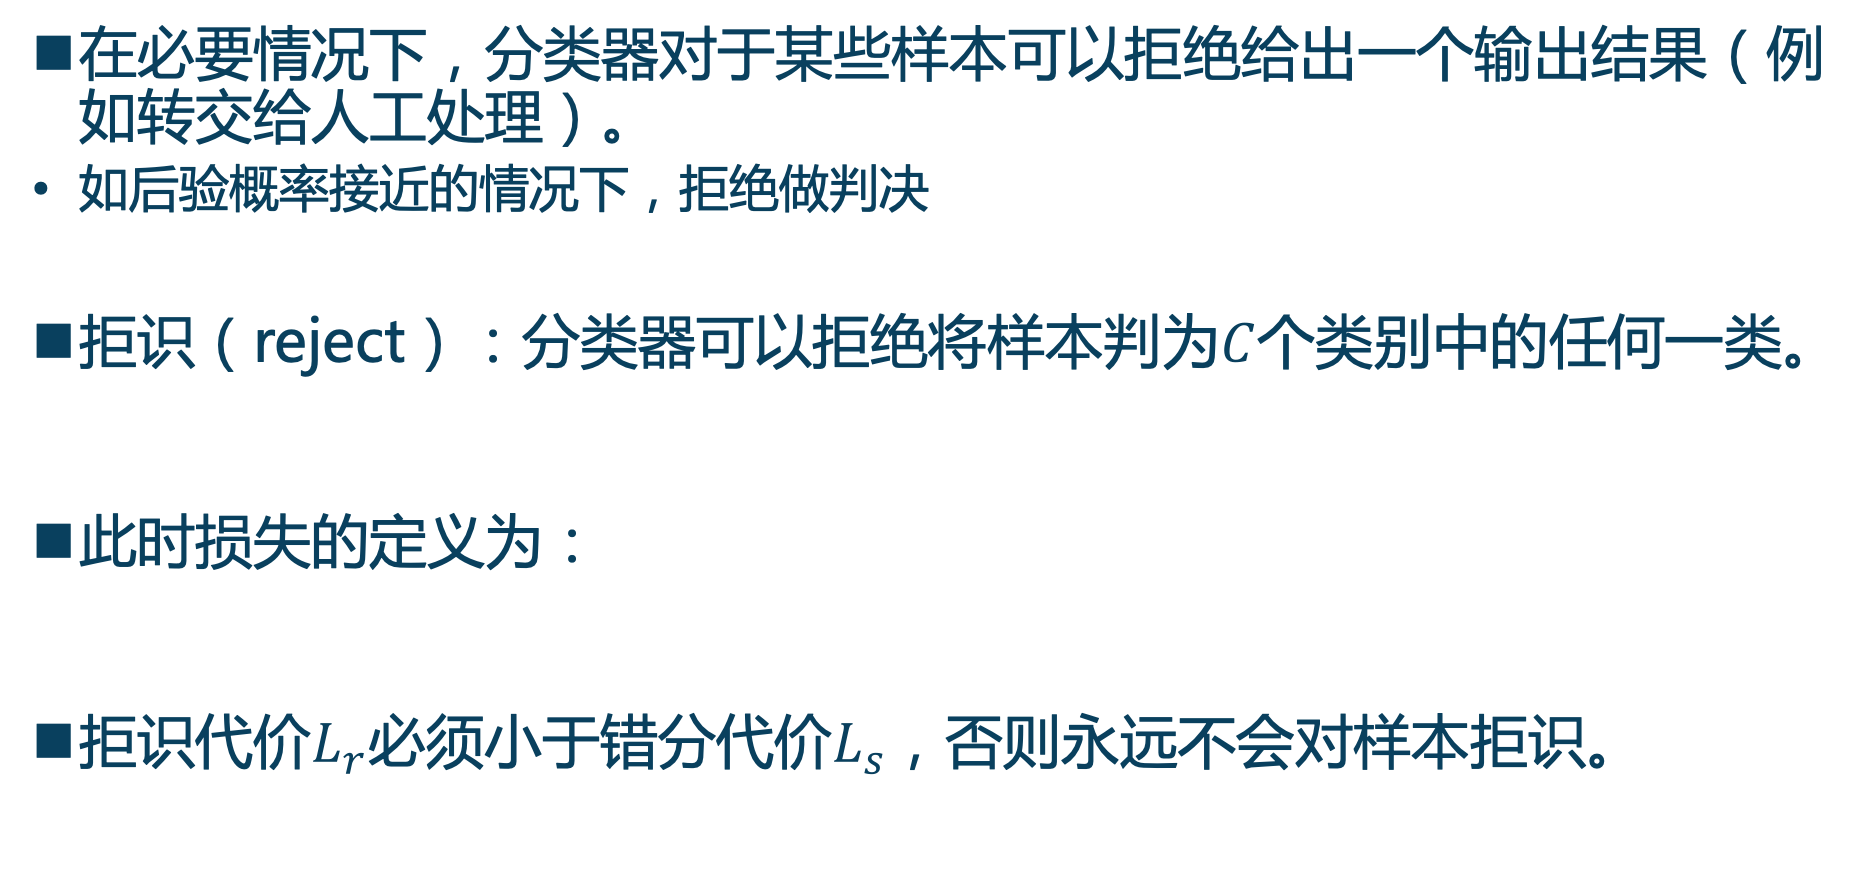 ■在必要情况下，分类器对于某些样本可以拒绝给出一个输出结果（例
如转交给人工处理）。
• 如后验概率接近的情况下，拒绝做判决
■拒识（reject）：分类器可以拒绝将样本判为C个类别中的任何一类。
■此时损失的定义为：
■拒识代价Lᵣ必须小于错分代价Lₛ，否则永远不会对样本拒识。